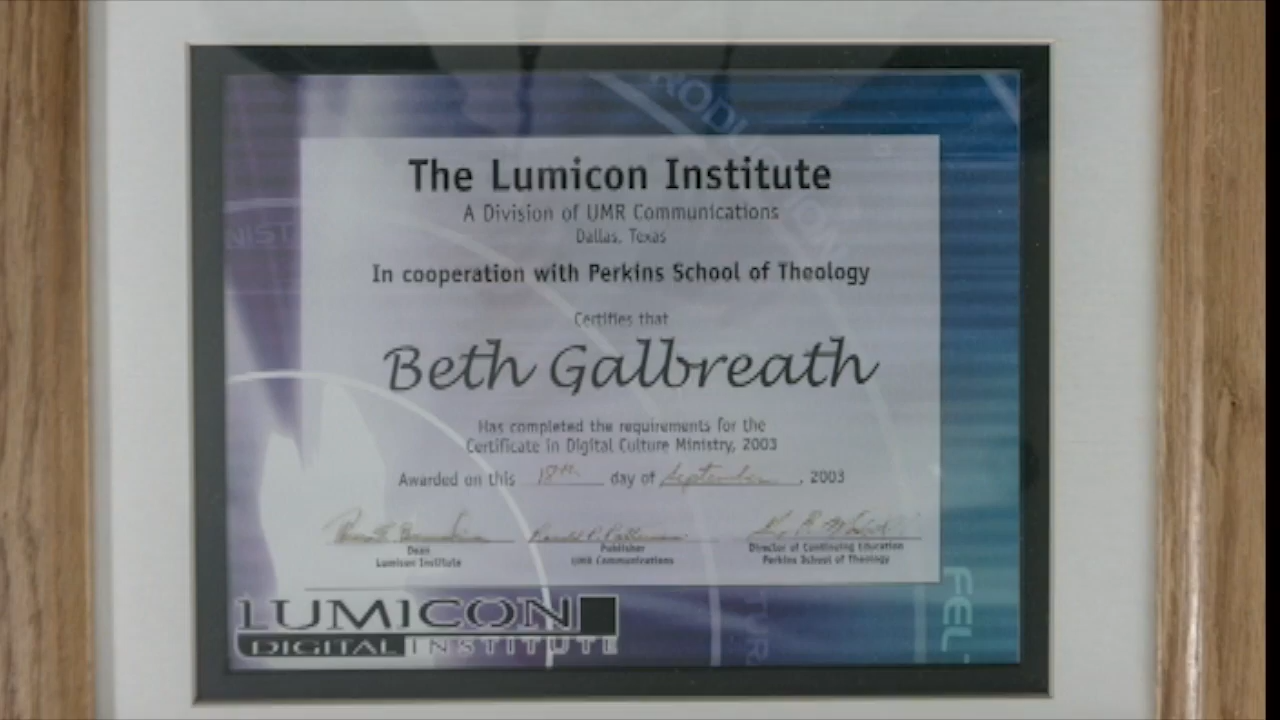 The Lumicon Institute
A Division of UMR Communications
Dallas, Texas
In cooperation with Perkins School of Theology
Certifies that
Beth Galbreath
Has completed the requirements for the
Certificate in Digital Culture Ministry, 2003
Awarded on this 18th day of September, 2003
Dean
Lumicon Institute
Publisher
UMR Communications
Director of Continuing Education
Perkins School of Theology
LUMICON
DIGITAL INSTITUTE